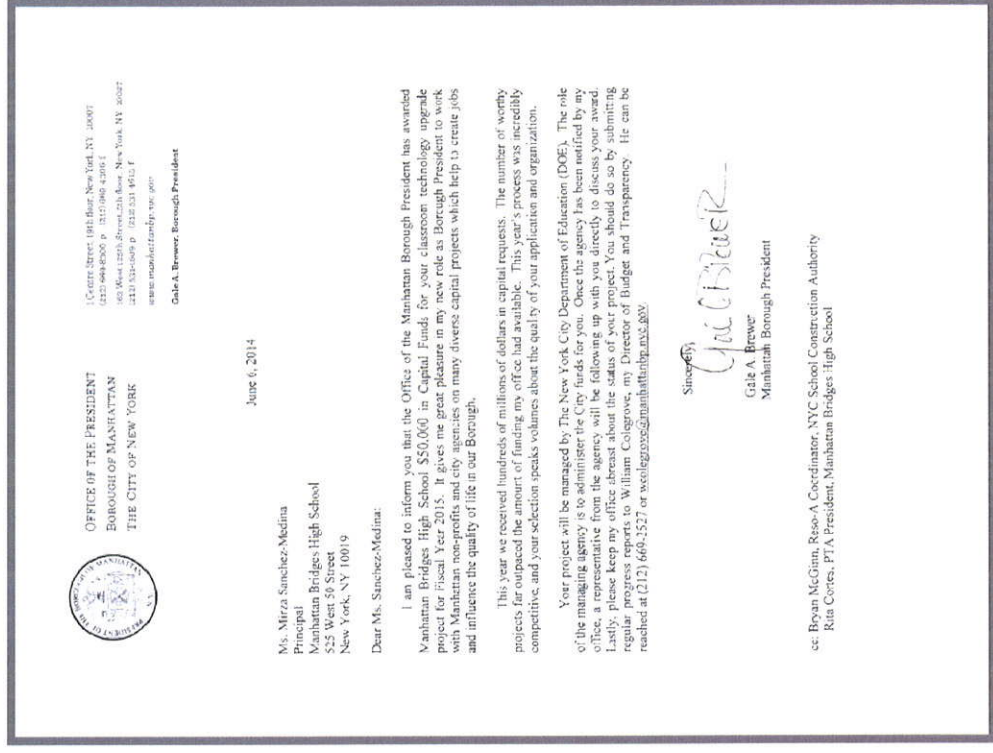 OFFICE OF THE PRESIDENT
BOROUGH OF MANHATTAN
THE CITY OF NEW YORK
1 Centre Street, 19th floor, New York, NY 10007
(212) 669-8300 p (212) 669-4306 f
163 West 125th Street, 5th floor, New York, NY 10027
(212) 531-1609 p (212) 531-4615 f
www.manhattanbp.nyc.gov
Gale A. Brewer, Borough President
June 6, 2014
Ms. Mirza Sanchez-Medina
Principal
Manhattan Bridges High School
525 West 50 Street
New York, NY 10019
Dear Ms. Sanchez-Medina:
I am pleased to inform you that the Office of the Manhattan Borough President has awarded
Manhattan Bridges High School $50,000 in Capital Funds for your classroom technology upgrade
project for Fiscal Year 2015. It gives me great pleasure in my new role as Borough President to work
with Manhattan non-profits and city agencies on many diverse capital projects which help to create jobs
and influence the quality of life in our Borough.
This year we received hundreds of millions of dollars in capital requests. The number of worthy
projects far outpaced the amount of funding my office had available. This year's process was incredibly
competitive, and your selection speaks volumes about the quality of your application and organization.
Your project will be managed by The New York City Department of Education (DOE). The role
of the managing agency is to administer the City funds for you. Once the agency has been notified by my
office, a representative from the agency will be following up with you directly to discuss your award.
Lastly, please keep my office abreast about the status of your project. You should do so by submitting
regular progress reports to William Colegrove, my Director of Budget and Transparency. He can be
reached at (212) 669-2527 or wcolegrove@manhattanbp.nyc.gov.
Sincerely,
Gale A Brewer
Gale A. Brewer
Manhattan Borough President
cc: Bryan McGinn, Reso-A Coordinator, NYC School Construction Authority
Rita Cortes, PTA President, Manhattan Bridges High School